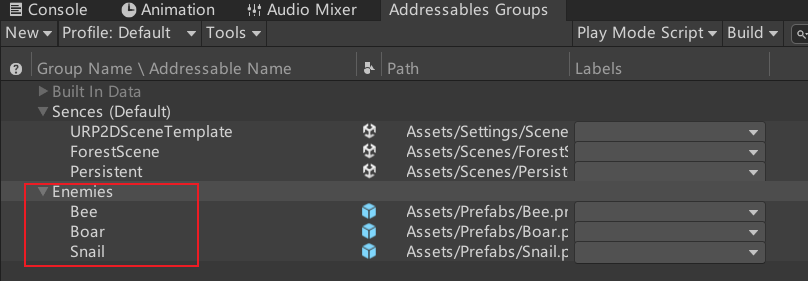 Console Animation Audio Mixer Addressables Groups
New Profile: Default Tools Play Mode Script Build
Group Name \ Addressable Name Path Labels
Built In Data
Sences (Default)
URP2DSceneTemplate Assets/Settings/Scene
ForestScene Assets/Scenes/ForestS
Persistent Assets/Scenes/Persist
Enemies
Bee Assets/Prefabs/Bee.pr
Boar Assets/Prefabs/Boar.p
Snail Assets/Prefabs/Snail.p